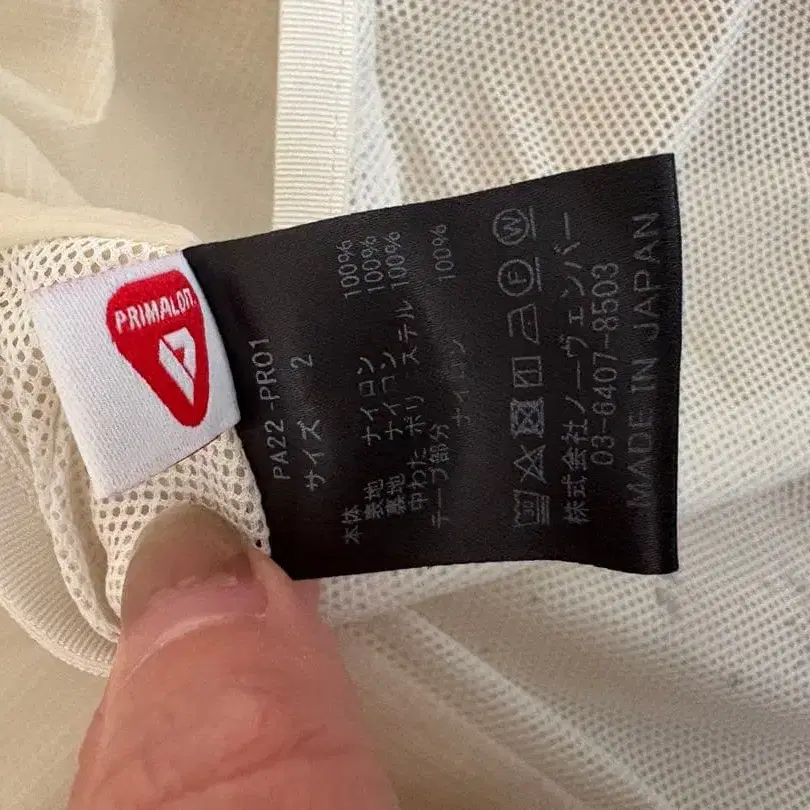 PRIMALOFT
PA22-PR01
サイズ 2
本体
表地 ナイロン 100%
裏地 ナイロン 100%
中わた ポリエステル 100%
テープ部分
ナイロン 100%
W
F
株式会社ノーヴェンバー
03-6407-8503
MADE IN JAPAN